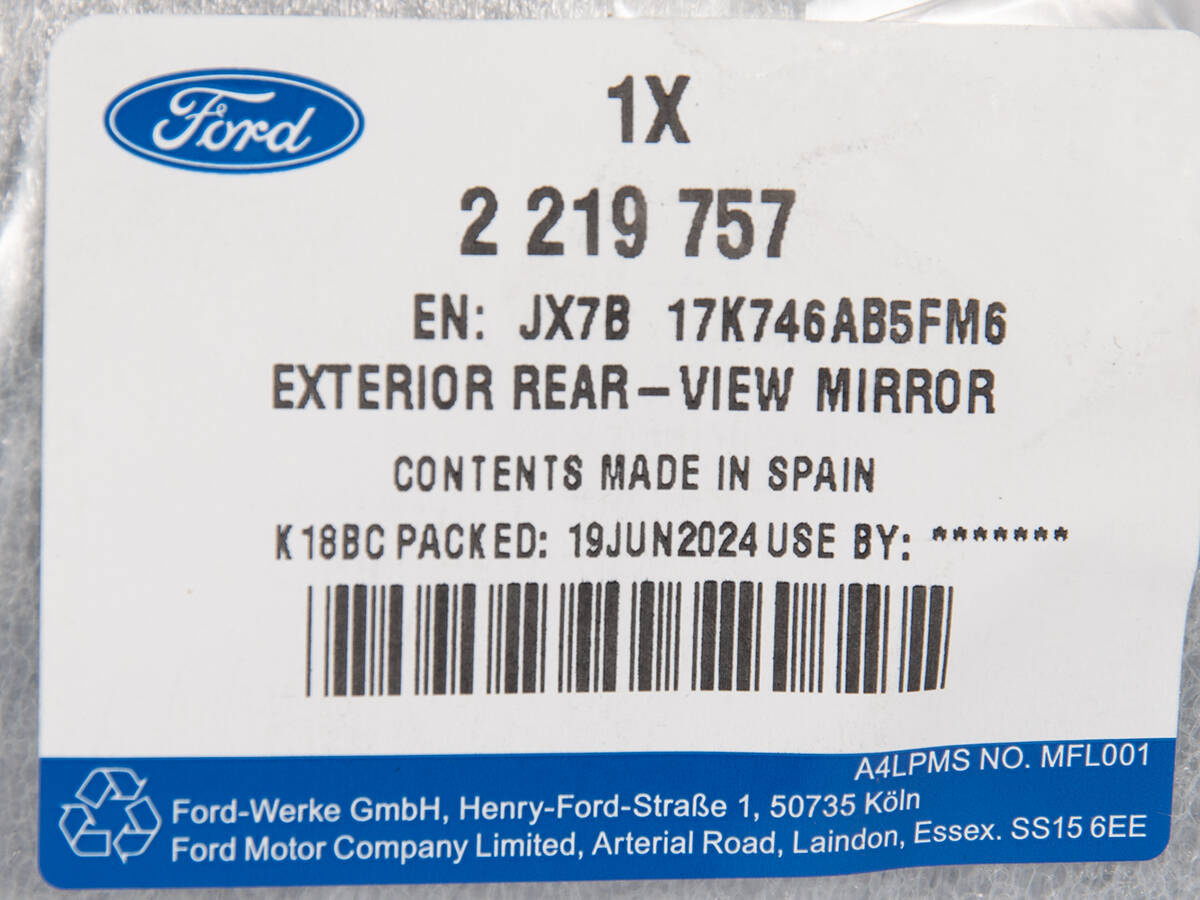 Ford
1X
2 219 757
EN: JX7B 17K746AB5FM6
EXTERIOR REAR-VIEW MIRROR
CONTENTS MADE IN SPAIN
K18BC PACKED: 19JUN2024 USE BY: *******
A4LPMS NO. MFL001
Ford-Werke GmbH, Henry-Ford-Straße 1, 50735 Köln
Ford Motor Company Limited, Arterial Road, Laindon, Essex. SS15 6EE